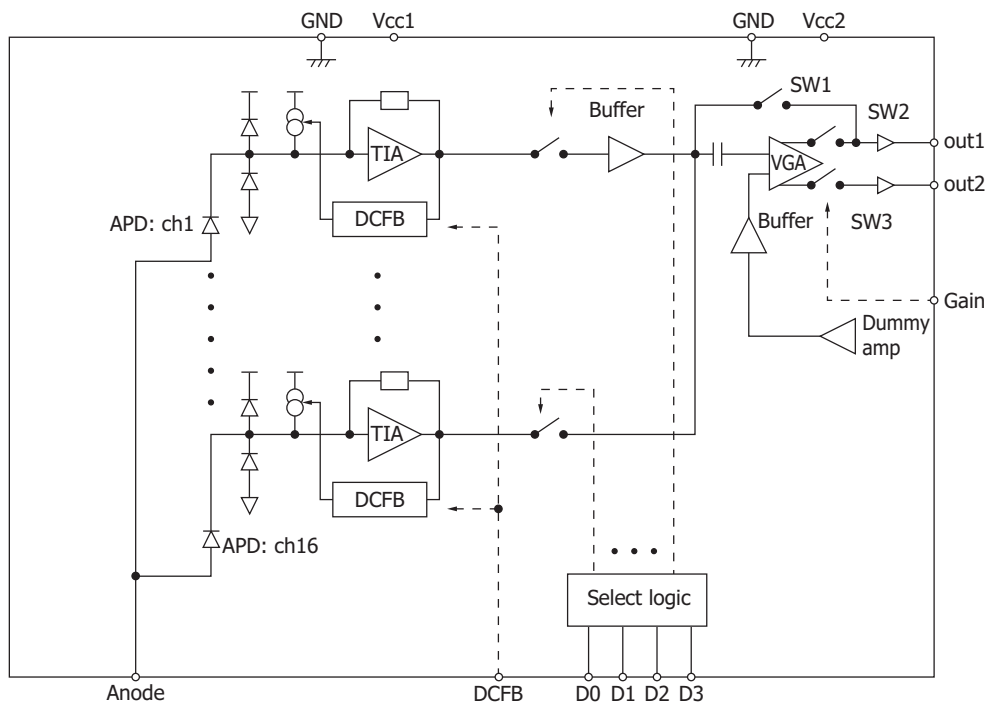 GND Vcc1 GND Vcc2
SW1
Buffer
SW2
TIA
out1
VGA
out2
APD: ch1
DCFB
Buffer
SW3
Gain
Dummy
amp
TIA
DCFB
APD: ch16
Select logic
Anode DCFB D0 D1 D2 D3